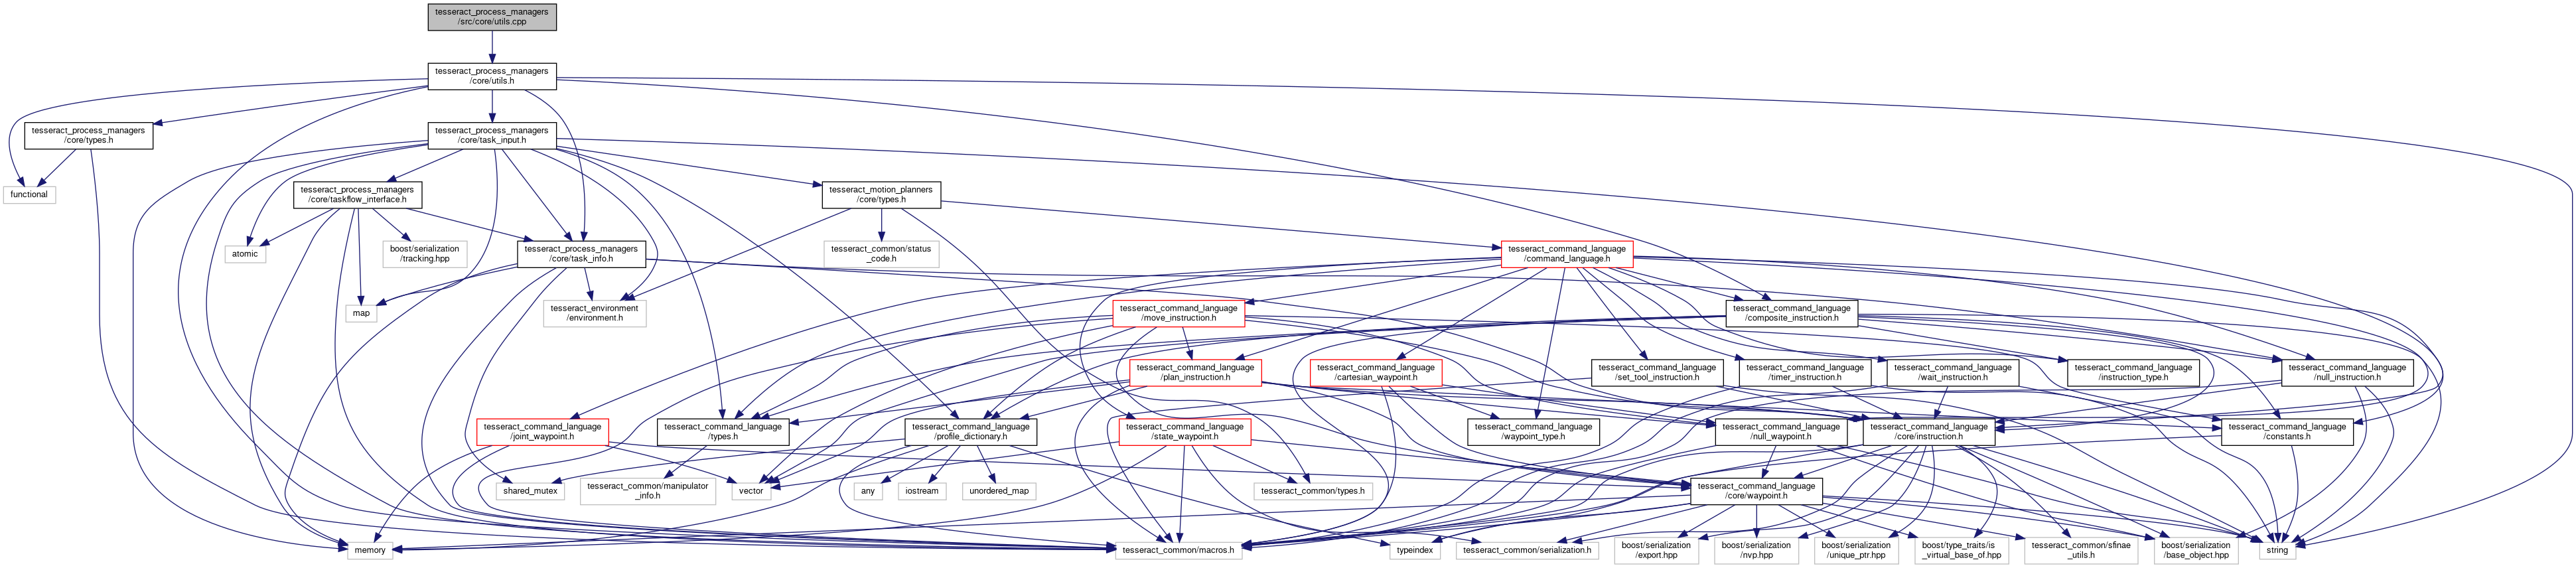 tesseract_process_managers
/src/core/utils.cpp
tesseract_process_managers
/core/utils.h
tesseract_process_managers
/core/types.h
tesseract_process_managers
/core/task_input.h
functional
tesseract_process_managers
/core/taskflow_interface.h
tesseract_motion_planners
/core/types.h
atomic
boost/serialization
/tracking.hpp
tesseract_process_managers
/core/task_info.h
tesseract_common/status
_code.h
tesseract_command_language
/command_language.h
map
tesseract_environment
/environment.h
tesseract_command_language
/move_instruction.h
tesseract_command_language
/composite_instruction.h
tesseract_command_language
/plan_instruction.h
tesseract_command_language
/cartesian_waypoint.h
tesseract_command_language
/set_tool_instruction.h
tesseract_command_language
/timer_instruction.h
tesseract_command_language
/wait_instruction.h
tesseract_command_language
/instruction_type.h
tesseract_command_language
/null_instruction.h
tesseract_command_language
/joint_waypoint.h
tesseract_command_language
/types.h
tesseract_command_language
/profile_dictionary.h
tesseract_command_language
/state_waypoint.h
tesseract_command_language
/waypoint_type.h
tesseract_command_language
/null_waypoint.h
tesseract_command_language
/core/instruction.h
tesseract_command_language
/constants.h
shared_mutex
tesseract_common/manipulator
_info.h
vector
any
iostream
unordered_map
tesseract_common/types.h
tesseract_command_language
/core/waypoint.h
memory
tesseract_common/macros.h
typeindex
tesseract_common/serialization.h
boost/serialization
/export.hpp
boost/serialization
/nvp.hpp
boost/serialization
/unique_ptr.hpp
boost/type_traits/is
_virtual_base_of.hpp
tesseract_common/sfinae
_utils.h
boost/serialization
/base_object.hpp
string